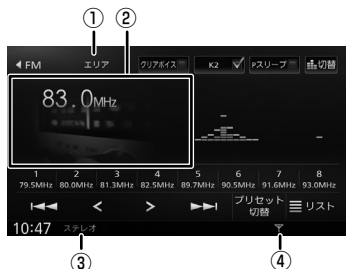 ① ②
FM エリア クリアボイス K2 Pスリープ 切替
83.0MHz
1 2 3 4 5 6 7 8
79.5MHz 80.0MHz 81.3MHz 82.5MHz 89.7MHz 90.5MHz 91.6MHz 93.0MHz
プリセット
切替
リスト
10:47 ステレオ
③ ④